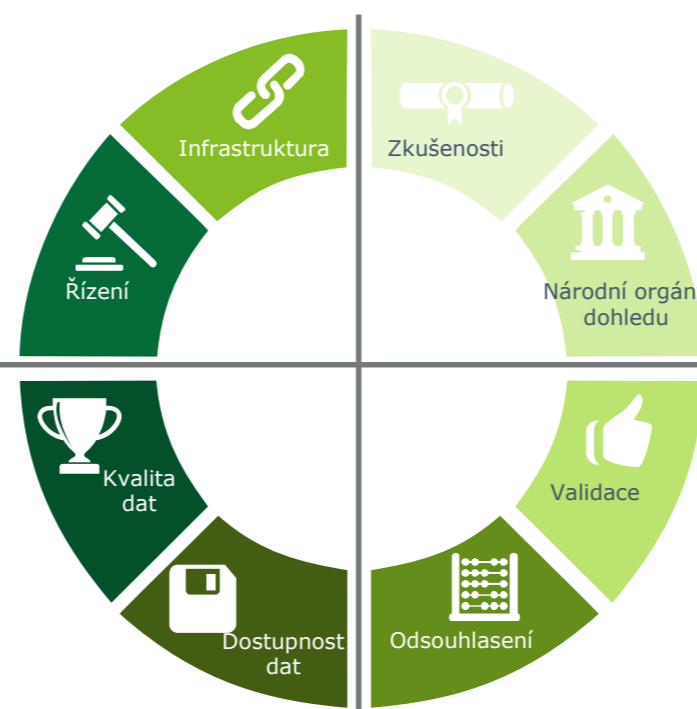 Infrastruktura
Zkušenosti
Řízení
Národní orgán
dohledu
Kvalita
dat
Validace
Dostupnost
dat
Odsouhlasení